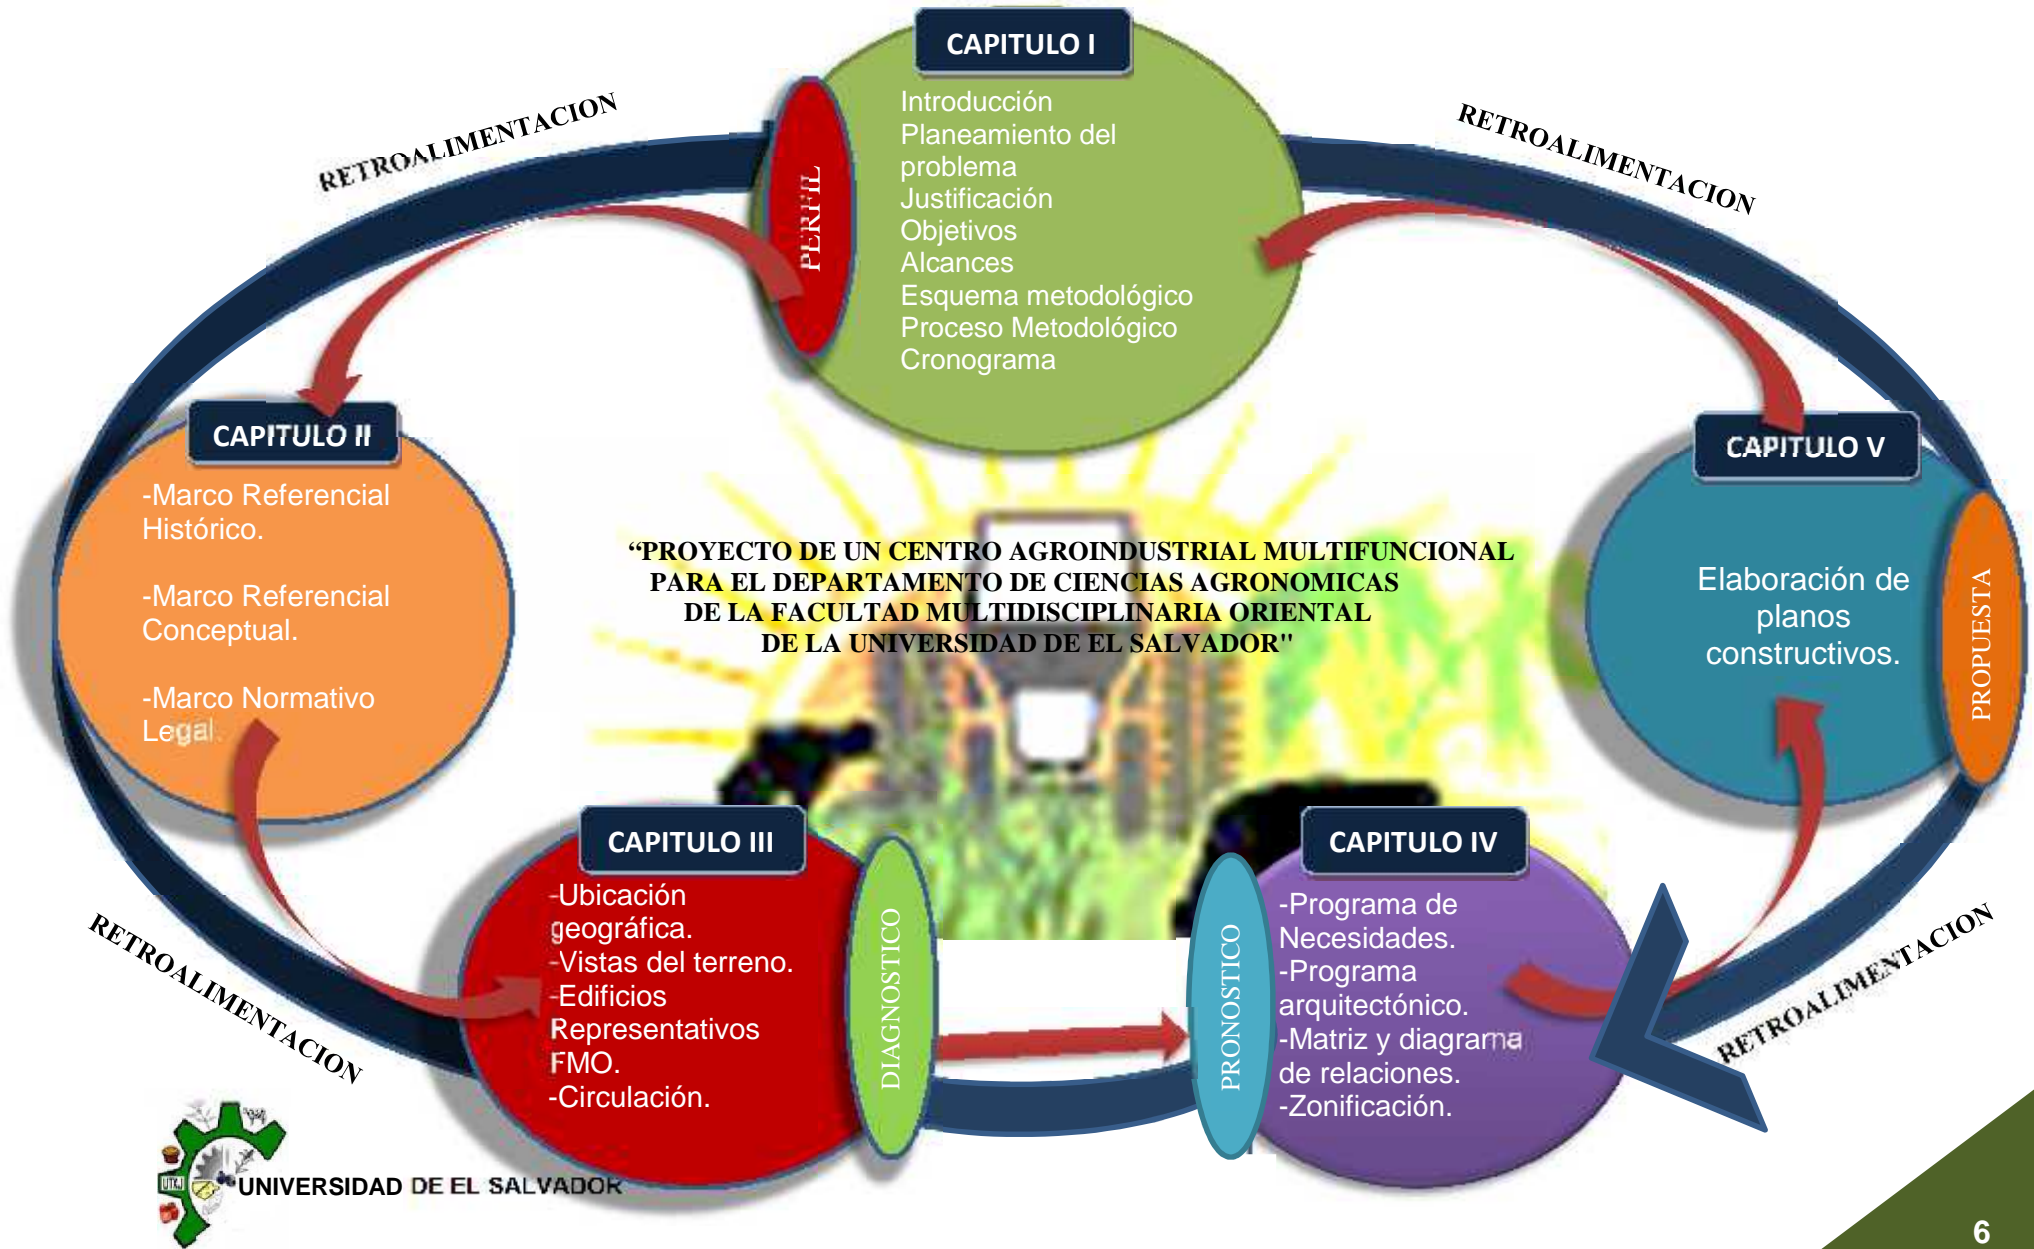 CAPITULO I
Introducción
Planeamiento del
problema
Justificación
Objetivos
Alcances
Esquema metodológico
Proceso Metodológico
Cronograma
PERFIL
RETROALIMENTACION
RETROALIMENTACION
CAPITULO II
-Marco Referencial
Histórico.
-Marco Referencial
Conceptual.
-Marco Normativo
Legal.
“PROYECTO DE UN CENTRO AGROINDUSTRIAL MULTIFUNCIONAL
PARA EL DEPARTAMENTO DE CIENCIAS AGRONOMICAS
DE LA FACULTAD MULTIDISCIPLINARIA ORIENTAL
DE LA UNIVERSIDAD DE EL SALVADOR"
CAPITULO V
Elaboración de
planos
constructivos.
PROPUESTA
CAPITULO III
-Ubicación
geográfica.
-Vistas del terreno.
-Edificios
Representativos
FMO.
-Circulación.
DIAGNOSTICO
PRONOSTICO
CAPITULO IV
-Programa de
Necesidades.
-Programa
arquitectónico.
-Matriz y diagrama
de relaciones.
-Zonificación.
RETROALIMENTACION
RETROALIMENTACION
UNIVERSIDAD DE EL SALVADOR
6